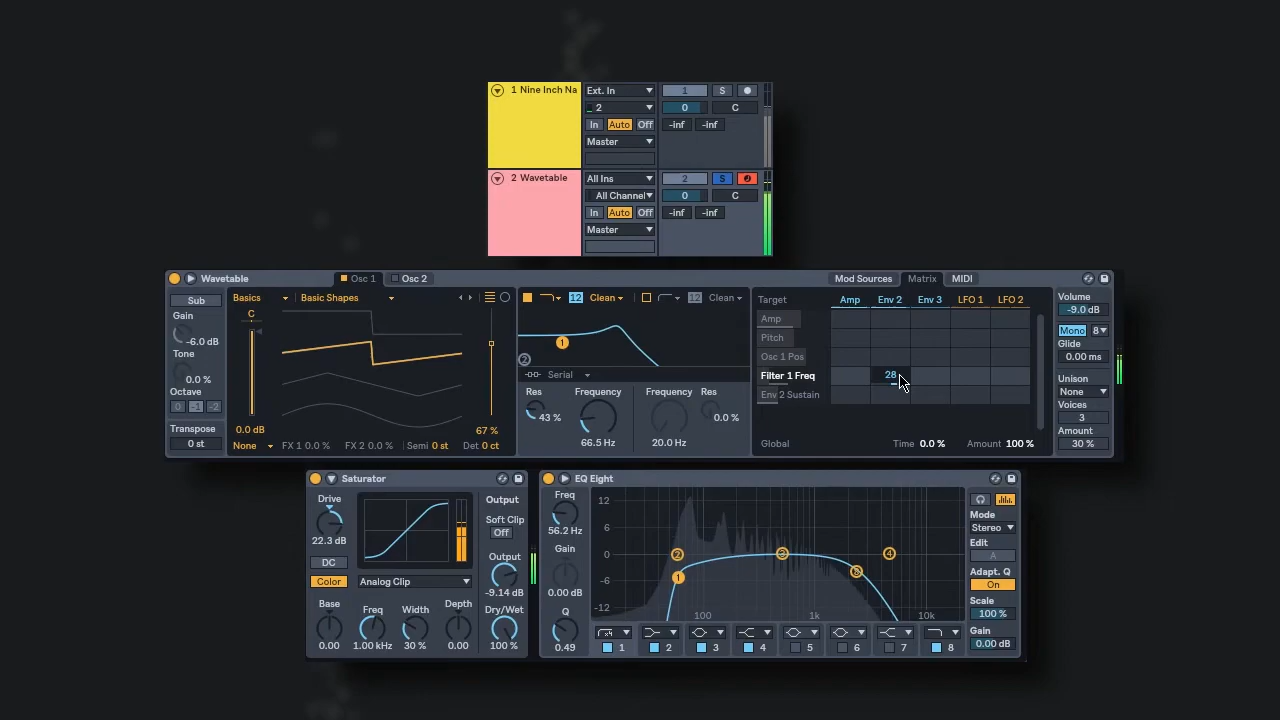 1 Nine Inch Na
Ext. In
1 S
2
0 C
In Auto Off
-inf -inf
Master
2 Wavetable
All Ins
2 S
All Channel
0 C
In Auto Off
-inf -inf
Master
Wavetable
Osc 1 Osc 2
Mod Sources Matrix MIDI
Sub
Gain
-6.0 dB
Tone
0.0 %
Octave
0 -1 -2
Transpose
0 st
Basics Basic Shapes
C
0.0 dB
67 %
None FX 1 0.0 % FX 2 0.0 % Semi 0 st Det 0 ct
12 Clean 12 Clean
1
2
Serial
Res Frequency Frequency Res
43 % 0.0 %
66.5 Hz 20.0 Hz
Target Amp Env 2 Env 3 LFO 1 LFO 2
Amp
Pitch
Osc 1 Pos
Filter 1 Freq 28
Env 2 Sustain
Global Time 0.0 % Amount 100 %
Volume
-9.0 dB
Mono 8
Glide
0.00 ms
Unison
None
Voices
3
Amount
30 %
Saturator
Drive
22.3 dB
DC
Color
Analog Clip
Output
Soft Clip
Off
Output
-9.14 dB
Base Freq Width Depth Dry/Wet
0.00 1.00 kHz 30 % 0.00 100 %
EQ Eight
Freq
56.2 Hz
Gain
0.00 dB
Q
0.49
12
6
0
-6
-12
100 1k 10k
2 3 4
1
1 2 3 4 5 6 7 8
Mode
Stereo
Edit
A
Adapt. Q
On
Scale
100 %
Gain
0.00 dB